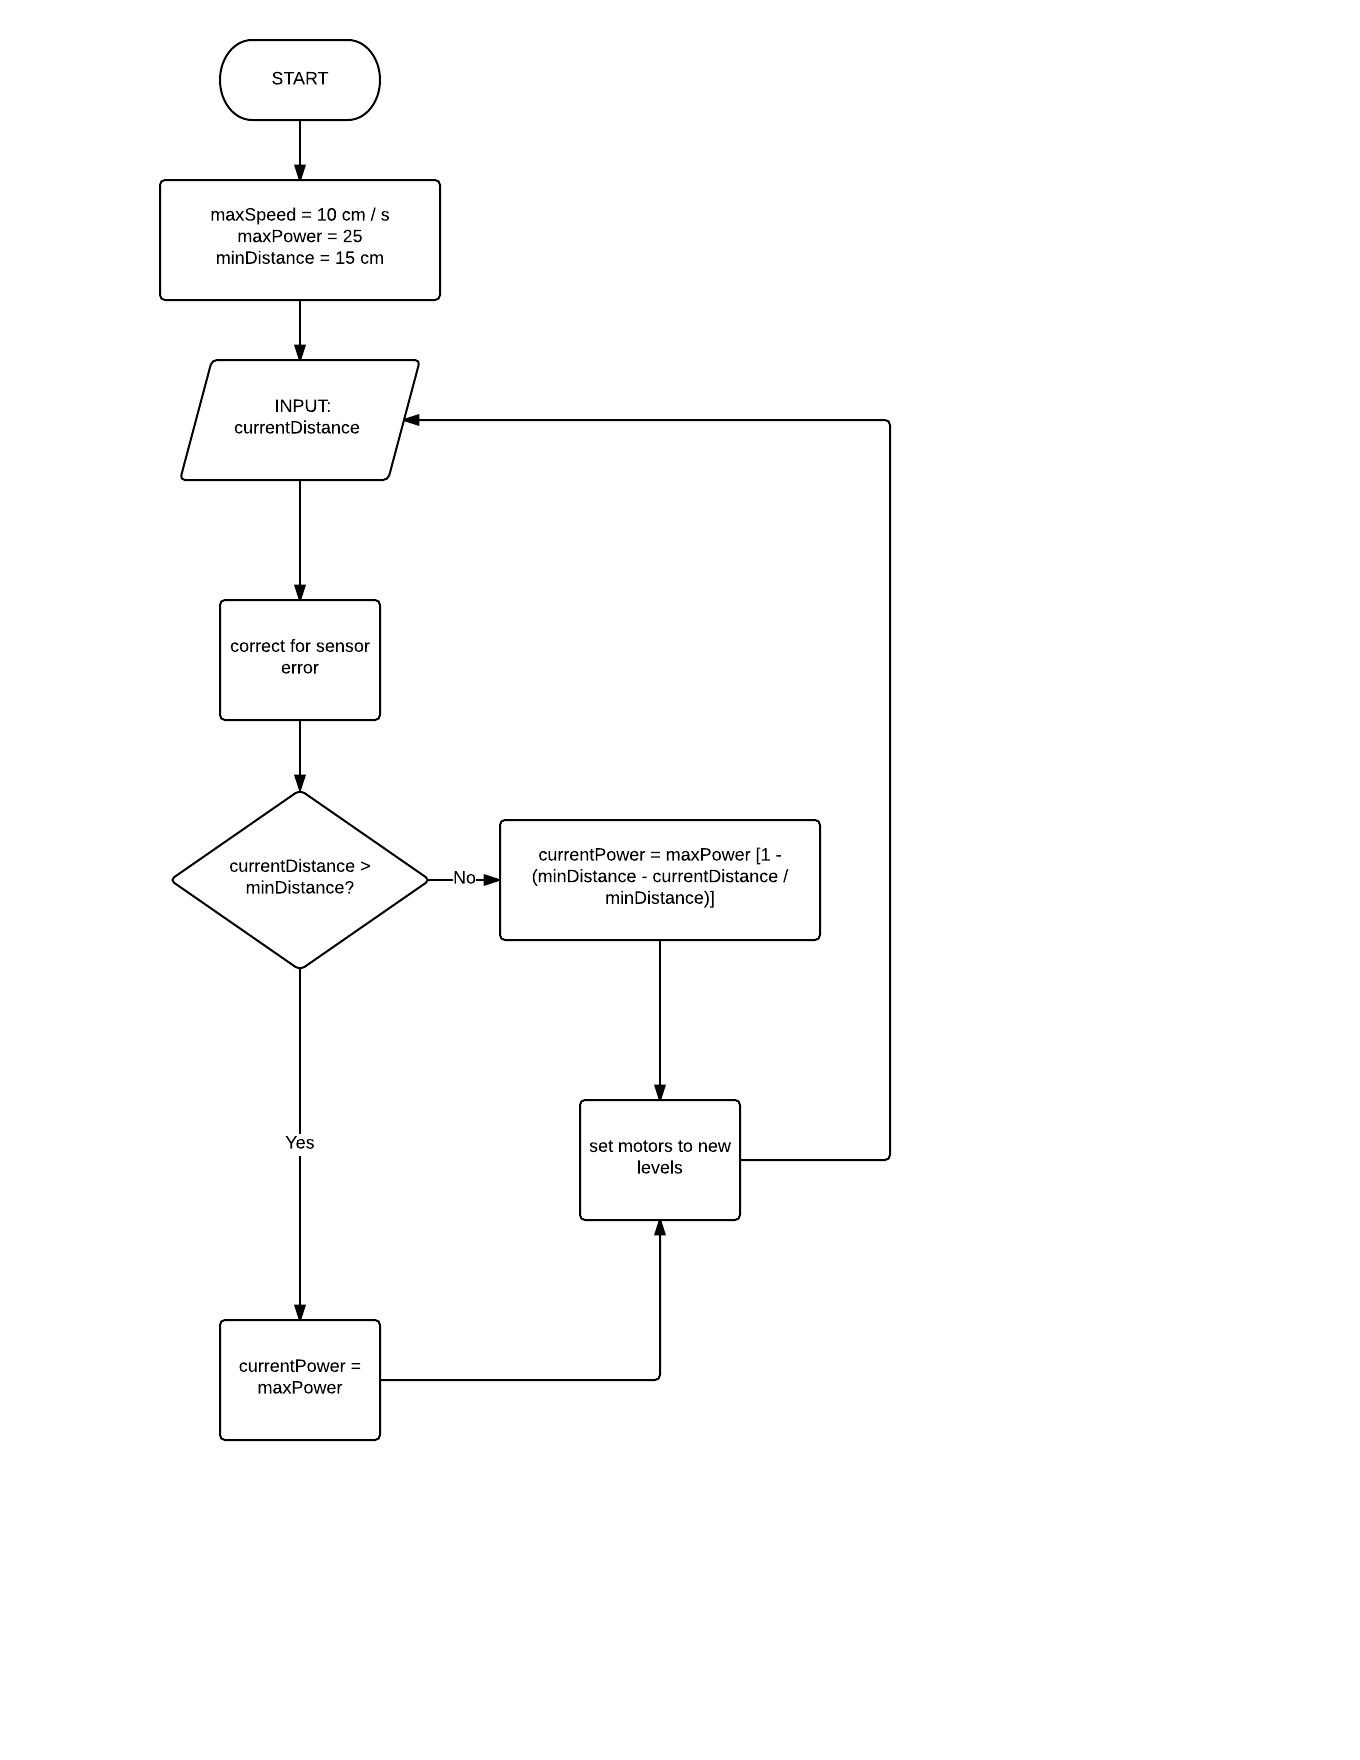 START
maxSpeed = 10 cm / s
maxPower = 25
minDistance = 15 cm
INPUT:
currentDistance
correct for sensor
error
currentDistance >
minDistance?
No
currentPower = maxPower [1 -
(minDistance - currentDistance /
minDistance)]
Yes
set motors to new
levels
currentPower =
maxPower